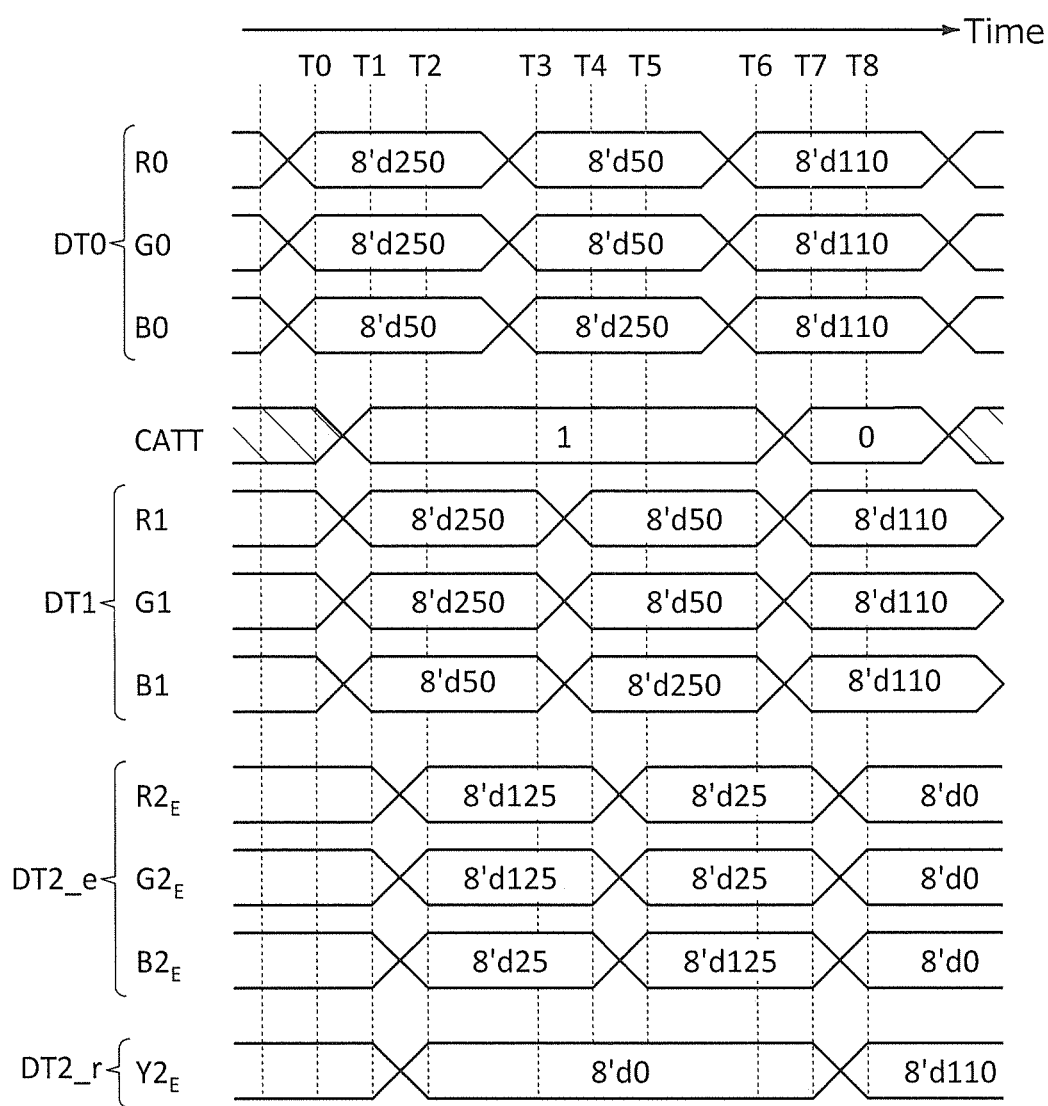 Time
T0 T1 T2 T3 T4 T5 T6 T7 T8
DT0
R0 8'd250 8'd50 8'd110
G0 8'd250 8'd50 8'd110
B0 8'd50 8'd250 8'd110
CATT 1 0
DT1
R1 8'd250 8'd50 8'd110
G1 8'd250 8'd50 8'd110
B1 8'd50 8'd250 8'd110
DT2_e
R2E 8'd125 8'd25 8'd0
G2E 8'd125 8'd25 8'd0
B2E 8'd25 8'd125 8'd0
DT2_r
Y2E 8'd0 8'd110